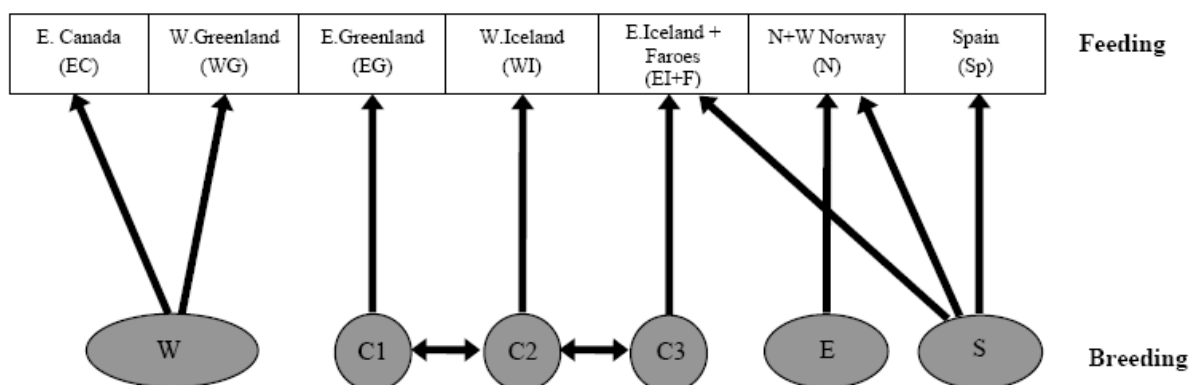 E. Canada
(EC)
W.Greenland
(WG)
E.Greenland
(EG)
W.Iceland
(WI)
E.Iceland +
Faroes
(EI+F)
N+W Norway
(N)
Spain
(Sp)
Feeding
W
C1
C2
C3
E
S
Breeding